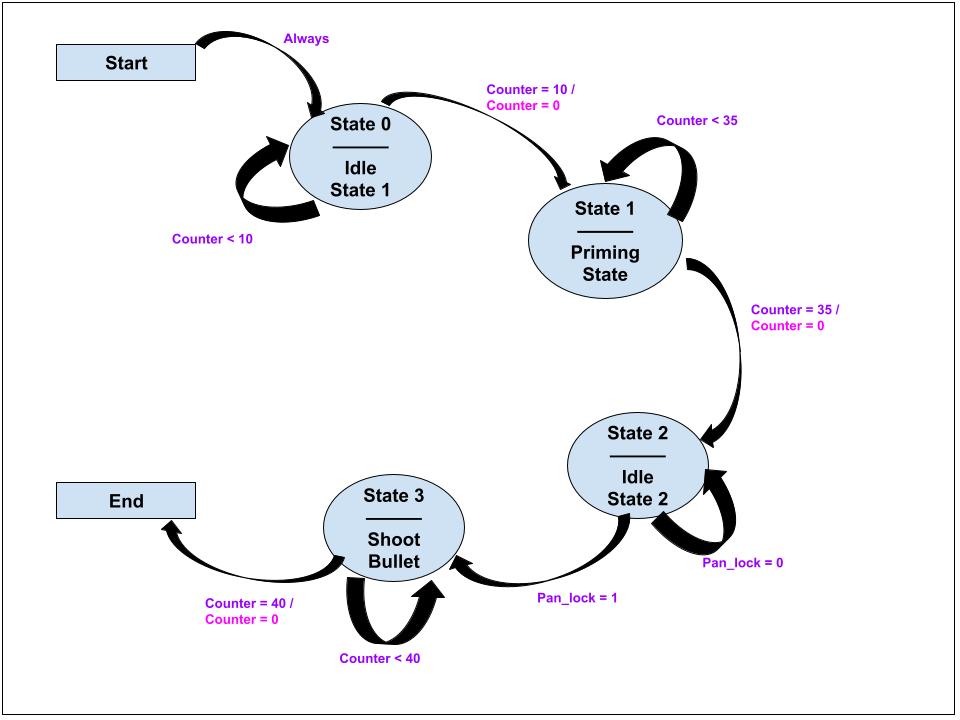 Start
Always
State 0
Idle
State 1
Counter < 10
Counter = 10 /
Counter = 0
Counter < 35
State 1
Priming
State
Counter = 35 /
Counter = 0
State 2
Idle
State 2
Pan_lock = 0
Pan_lock = 1
State 3
Shoot
Bullet
Counter < 40
Counter = 40 /
Counter = 0
End